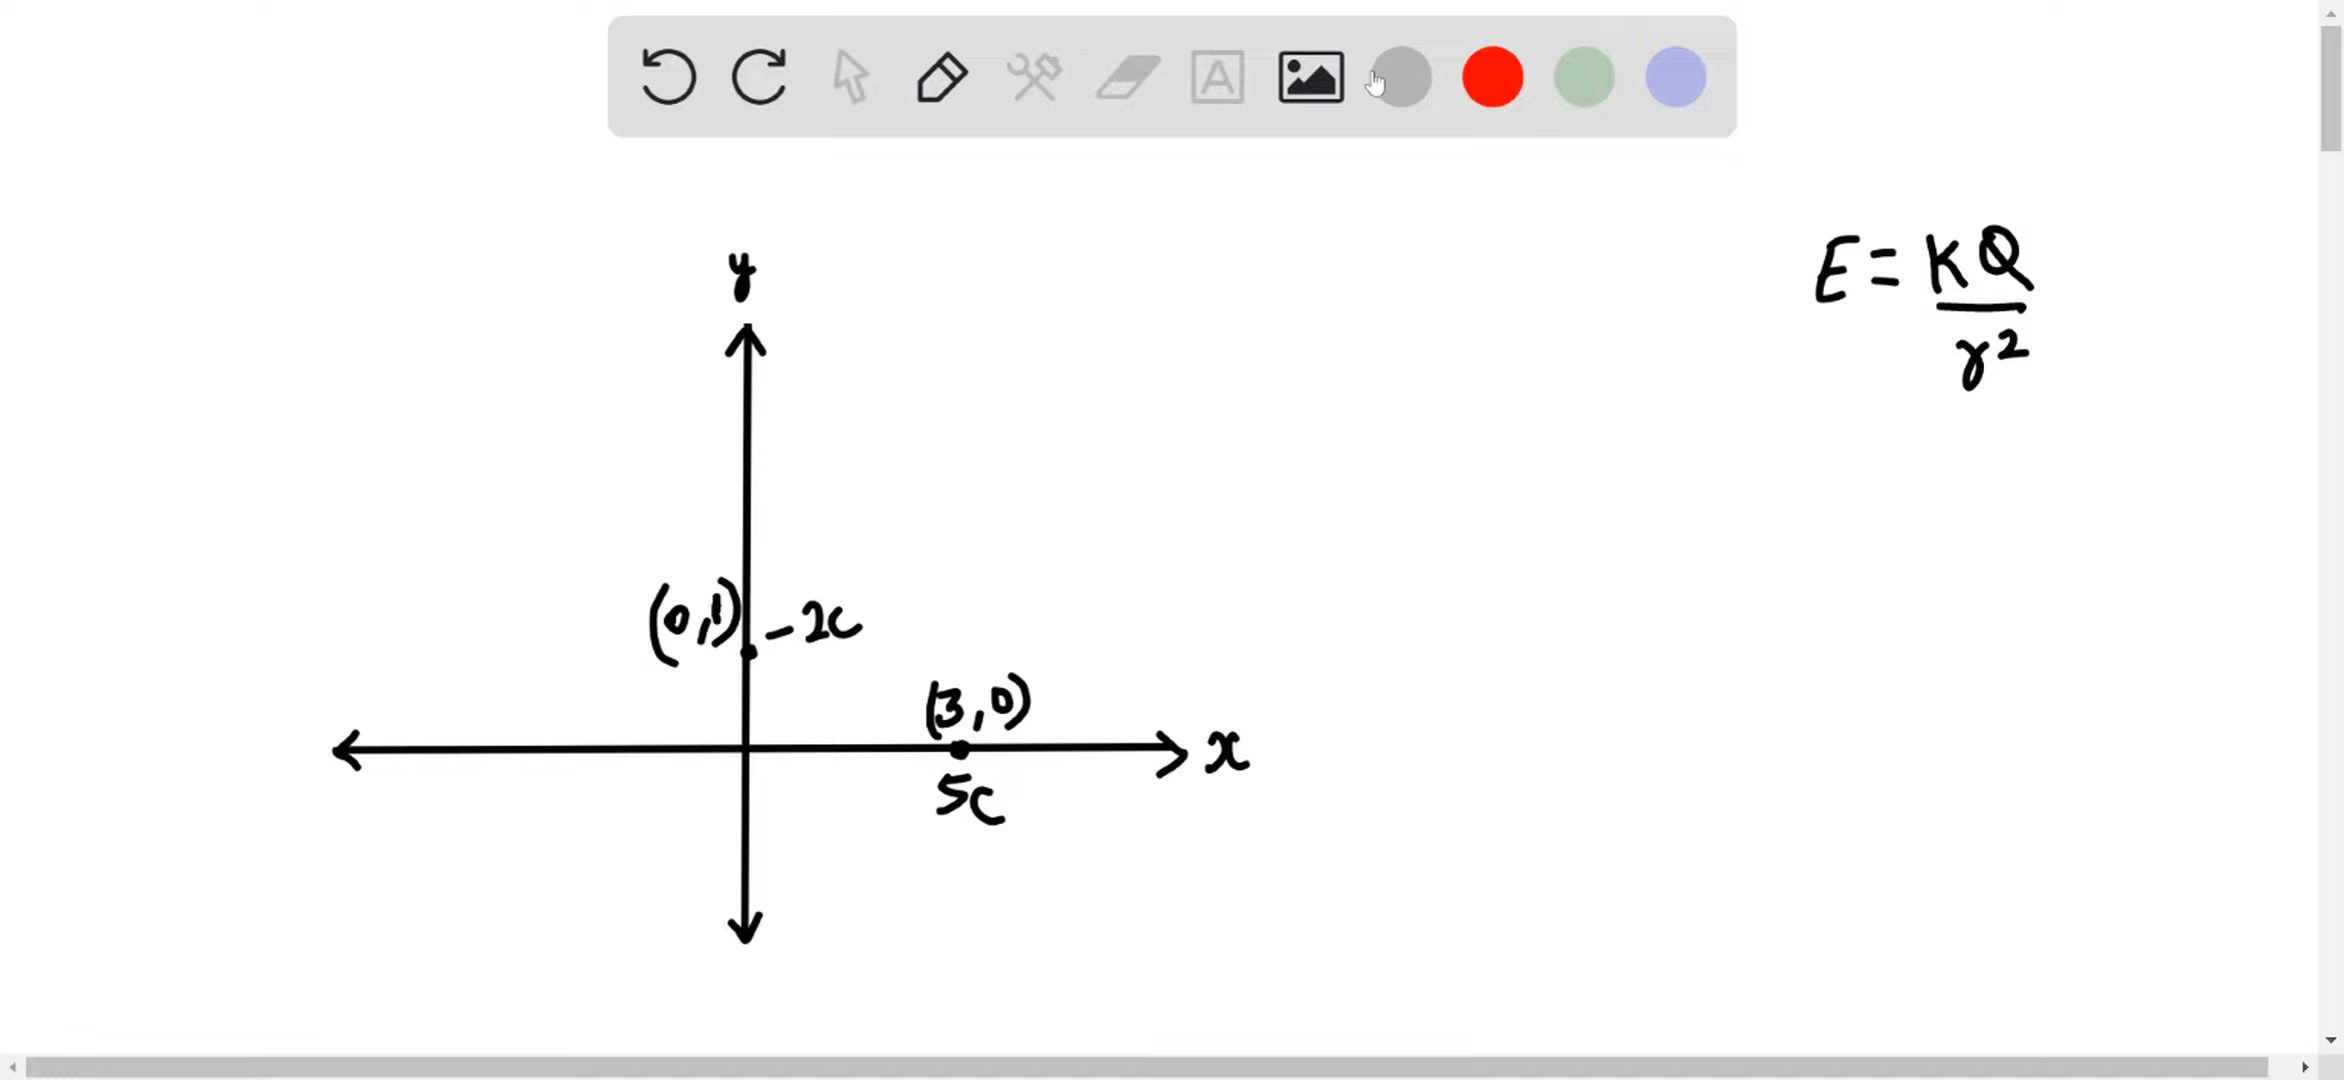 y
E = KQ
r²
(0,1) -2C
(3,0)
x
5C